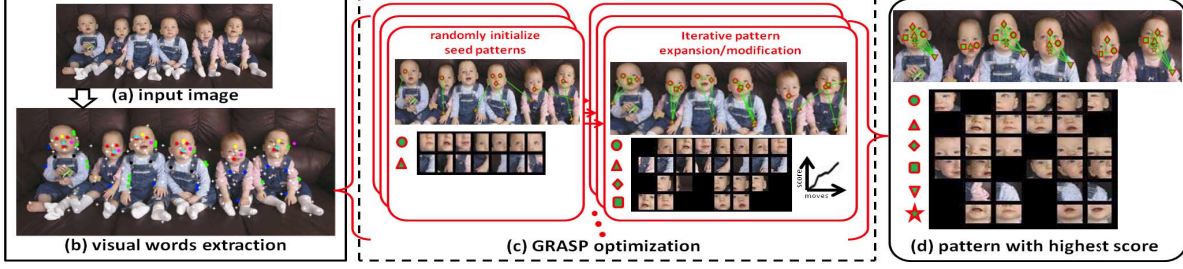 (a) input image
(b) visual words extraction
randomly initialize
seed patterns
Iterative pattern
expansion/modification
score
moves
(c) GRASP optimization
(d) pattern with highest score